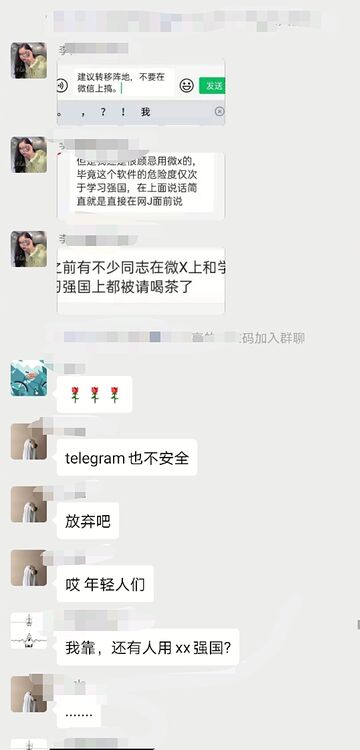 李
建议转移阵地,不要在
微信上搞。
发送
。 , ? ! 我
李
但是我还是很顾忌用微x的,
毕竟这个软件的危险度仅次
于学习强国,在上面说话简
直就是直接在网J面前说
李
之前有不少同志在微X上和学
习强国上都被请喝茶了
码加入群聊
🌹🌹🌹
telegram 也不安全
放弃吧
哎 年轻人们
我靠,还有人用 xx 强国?
.......